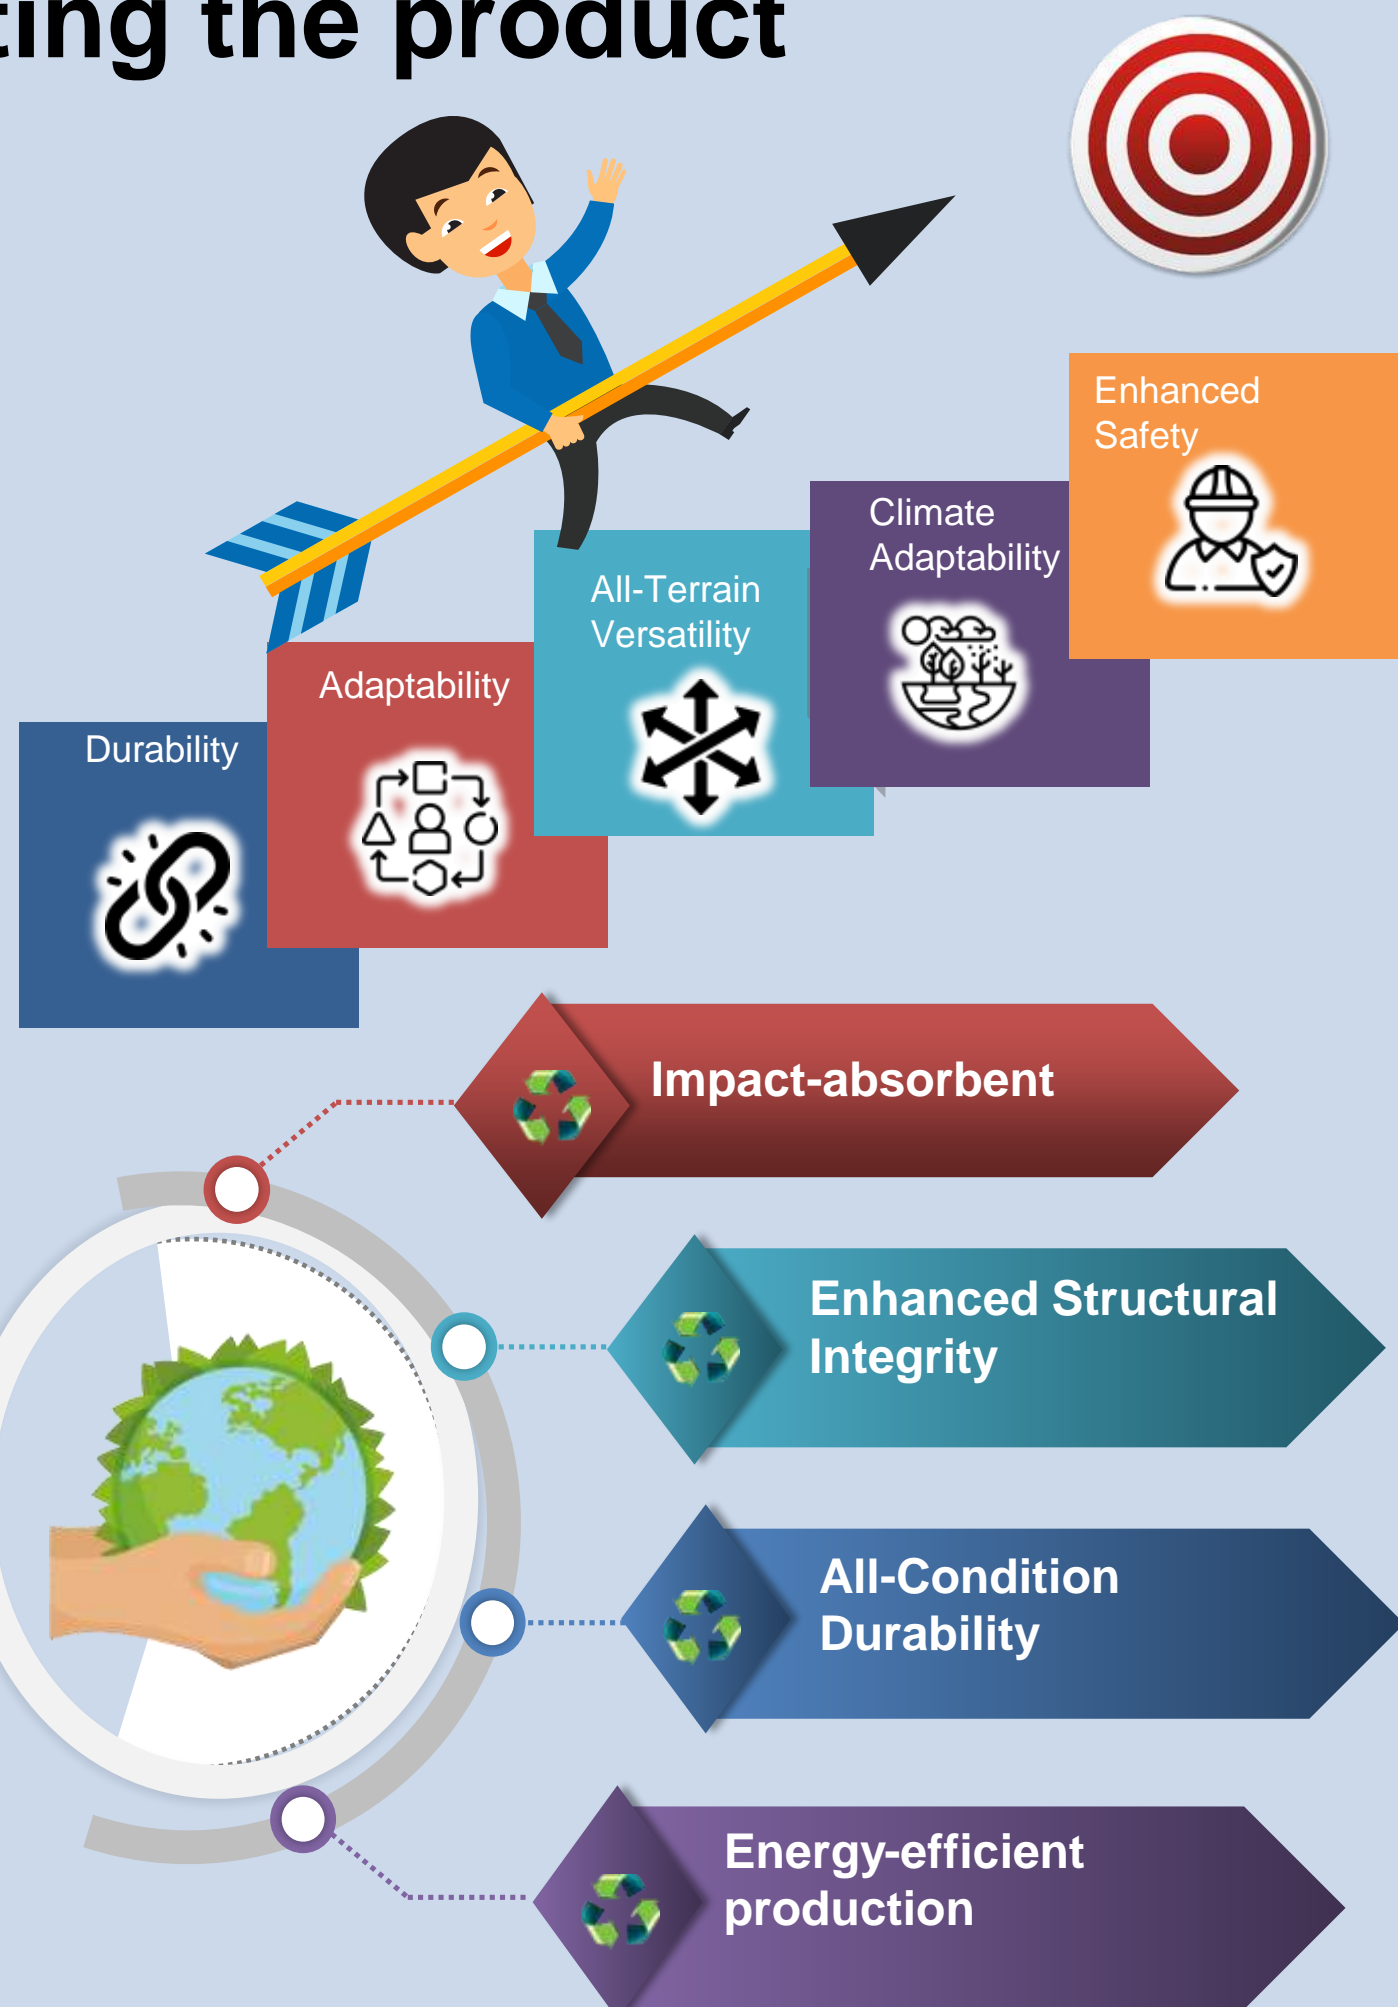 ting the product
Enhanced
Safety
Climate
Adaptability
All-Terrain
Versatility
Adaptability
Durability
Impact-absorbent
Enhanced Structural
Integrity
All-Condition
Durability
Energy-efficient
production